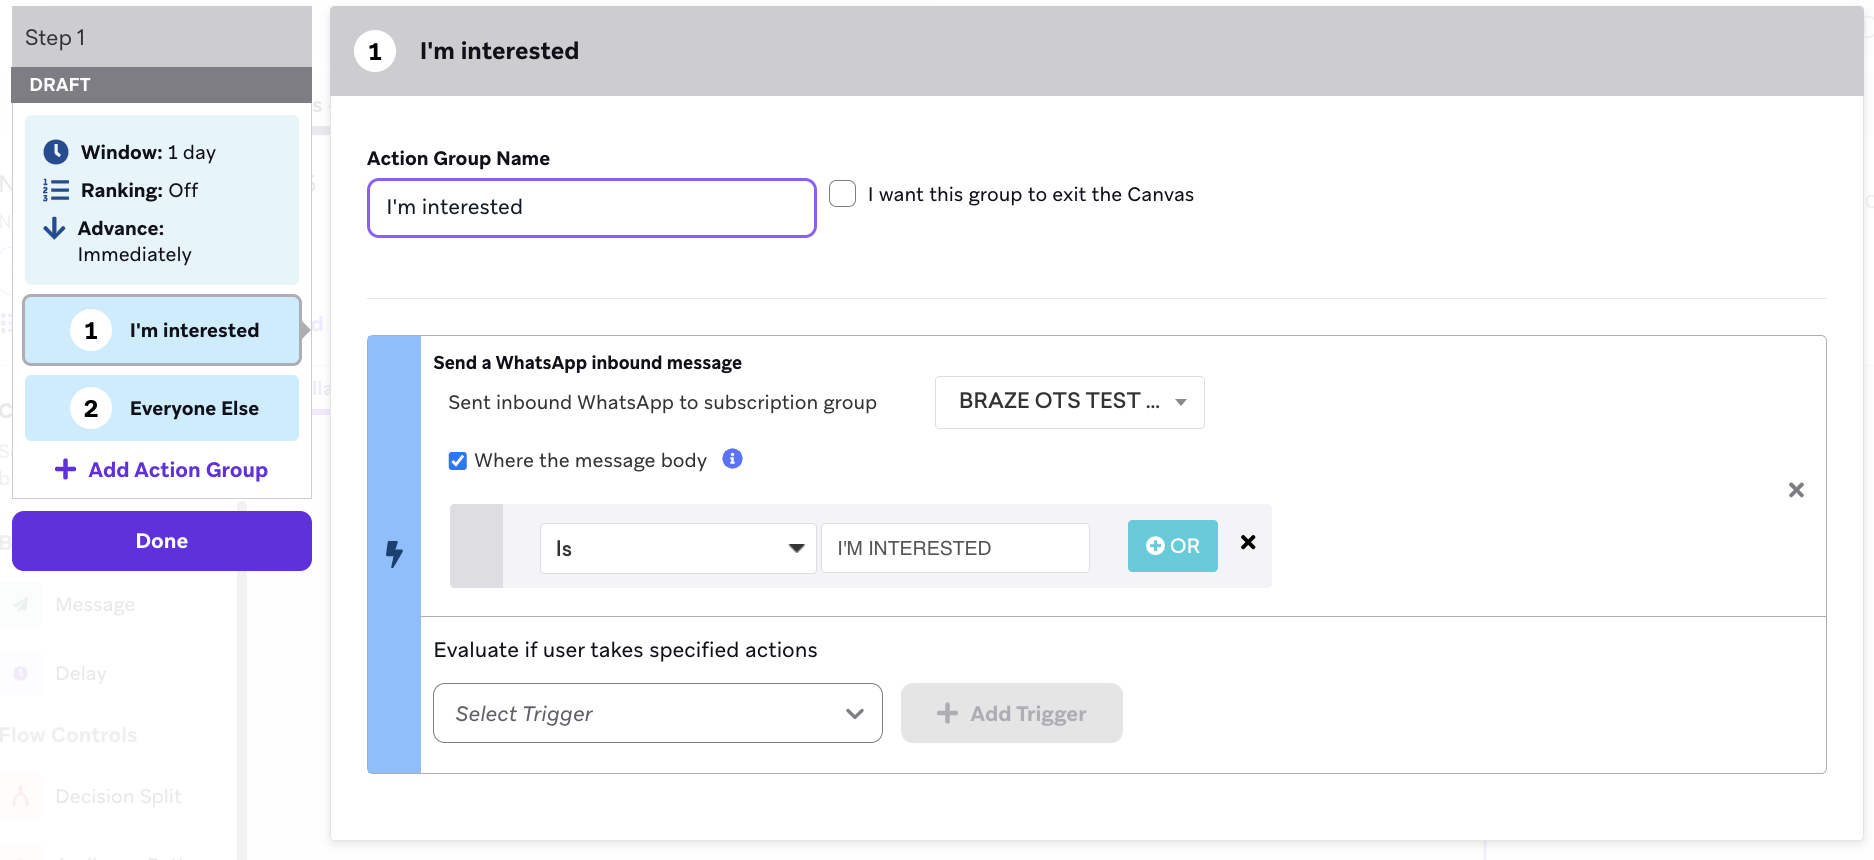 Step 1
DRAFT
Window: 1 day
Ranking: Off
Advance:
Immediately
1 I'm interested
2 Everyone Else
Add Action Group
Done
Message
Delay
Flow Controls
Decision Split
1 I'm interested
Action Group Name
I'm interested
I want this group to exit the Canvas
Send a WhatsApp inbound message
Sent inbound WhatsApp to subscription group
BRAZE OTS TEST ...
Where the message body
Is
I'M INTERESTED
OR
Evaluate if user takes specified actions
Select Trigger
Add Trigger